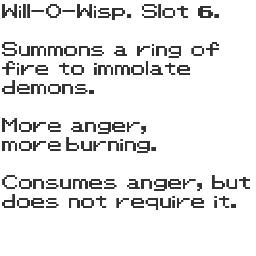 Will-O-Wisp. Slot 6.
Summons a ring of
fire to immolate
demons.
More anger,
more burning.
Consumes anger, but
does not require it.